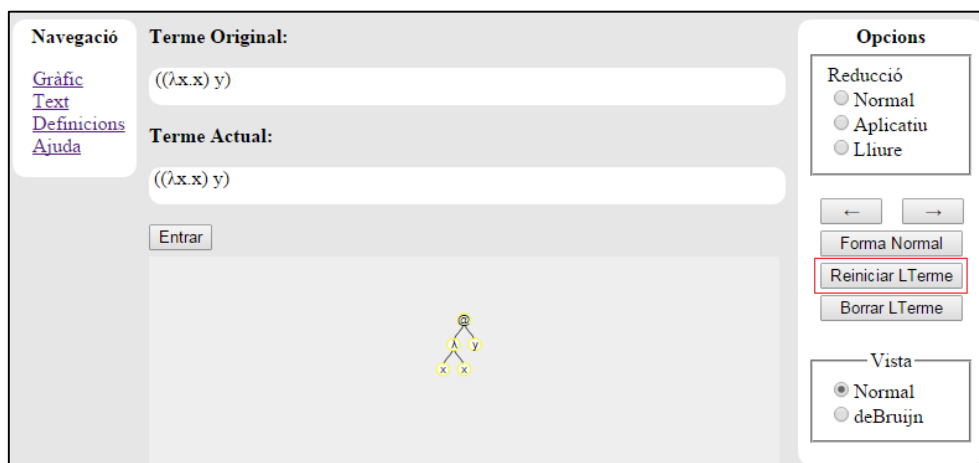 Navegació
Gràfic
Text
Definicions
Ajuda
Terme Original:
((λx.x) y)
Terme Actual:
((λx.x) y)
Entrar
@
λ y
x x
Opcions
Reducció
Normal
Aplicatiu
Lliure
← →
Forma Normal
Reiniciar LTerme
Borrar LTerme
Vista
Normal
deBruijn